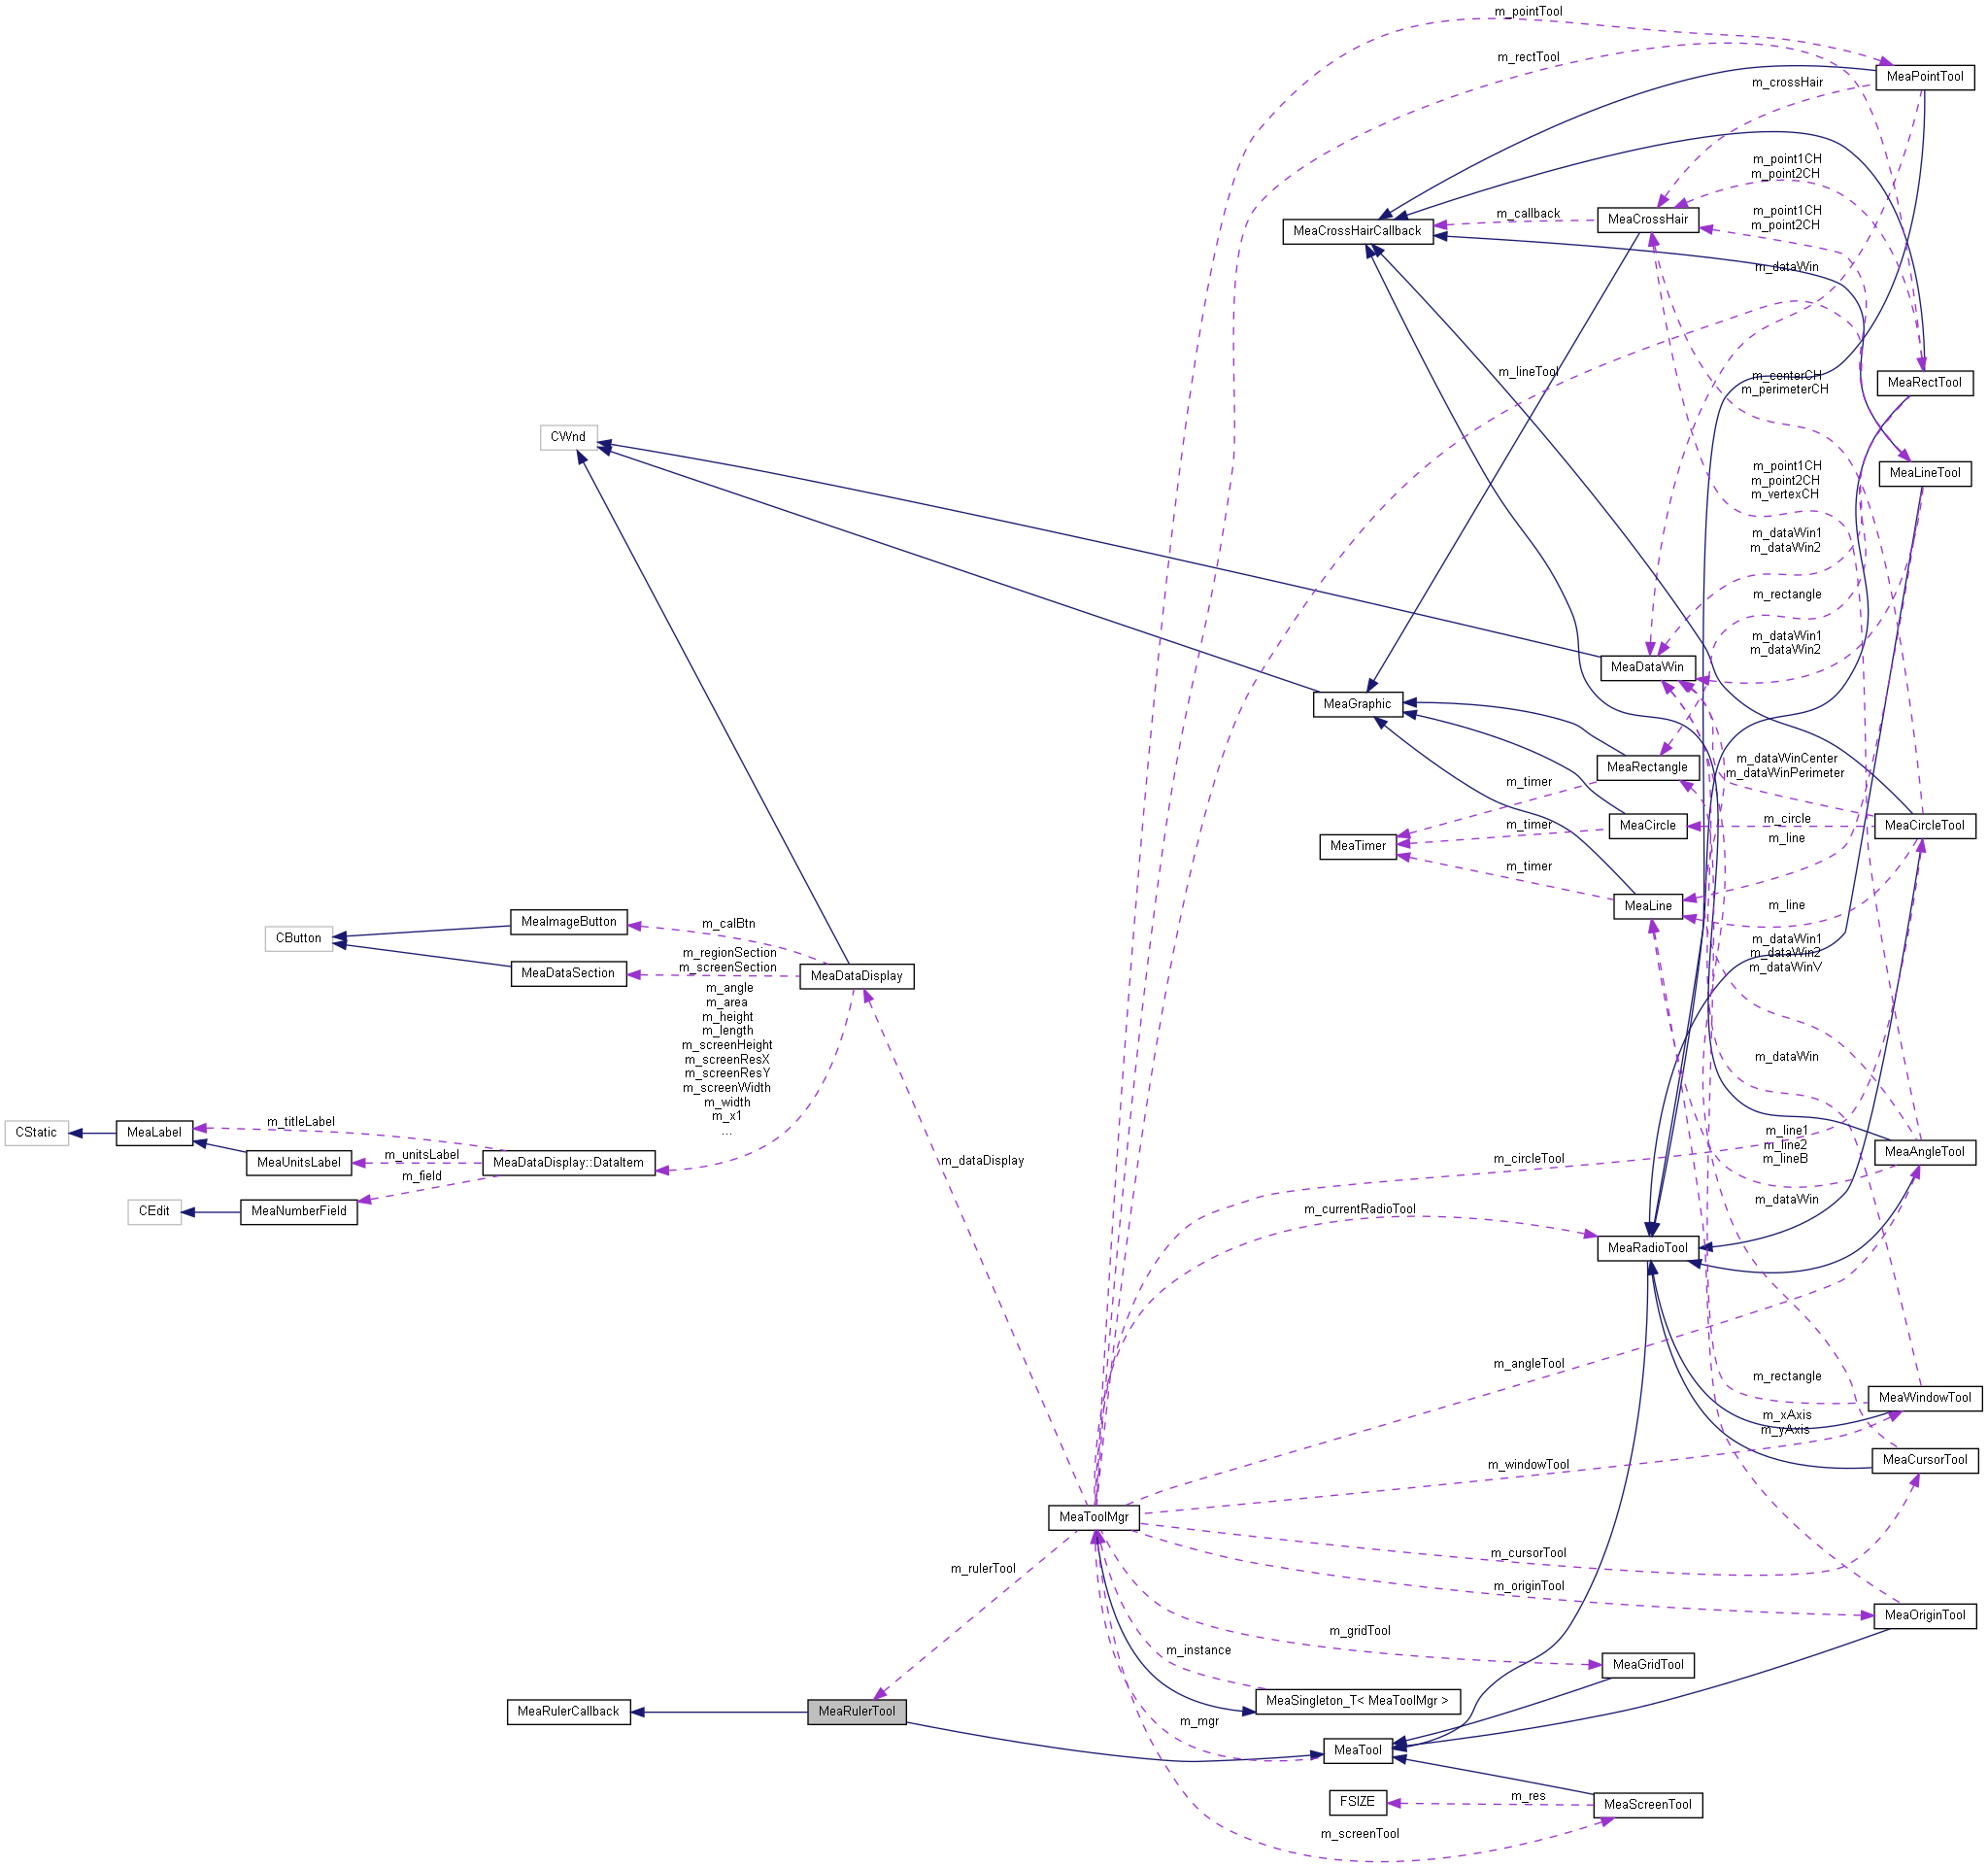 m_pointTool
m_rectTool
MeaPointTool
m_crossHair
m_point1CH
m_point2CH
m_callback
MeaCrossHair
m_point1CH
m_point2CH
MeaCrossHairCallback
m_dataWin
m_lineTool
m_centerCH
m_perimeterCH
MeaRectTool
CWnd
m_point1CH
m_point2CH
m_vertexCH
MeaLineTool
m_dataWin1
m_dataWin2
m_rectangle
m_dataWin1
m_dataWin2
MeaDataWin
MeaGraphic
MeaRectangle
m_dataWinCenter
m_dataWinPerimeter
m_timer
MeaCircle
m_timer
m_circle
MeaCircleTool
m_line
MeaTimer
m_timer
MeaLine
m_line
MeaImageButton
m_calBtn
CButton
m_regionSection
m_screenSection
MeaDataSection
MeaDataDisplay
m_dataWin1
m_dataWin2
m_dataWinV
m_angle
m_area
m_height
m_length
m_screenHeight
m_screenResX
m_screenResY
m_screenWidth
m_width
m_x1
...
m_dataWin
CStatic
MeaLabel
m_titleLabel
MeaUnitsLabel
m_unitsLabel
MeaDataDisplay::DataItem
m_field
m_dataDisplay
m_circleTool
m_line1
m_line2
m_lineB
MeaAngleTool
CEdit
MeaNumberField
m_currentRadioTool
m_dataWin
MeaRadioTool
m_angleTool
m_rectangle
MeaWindowTool
m_xAxis
m_yAxis
m_windowTool
MeaCursorTool
MeaToolMgr
m_rulerTool
m_cursorTool
m_originTool
MeaOriginTool
m_gridTool
m_instance
MeaGridTool
MeaSingleton_T< MeaToolMgr >
MeaRulerCallback
MeaRulerTool
m_mgr
MeaTool
FSIZE
m_res
MeaScreenTool
m_screenTool